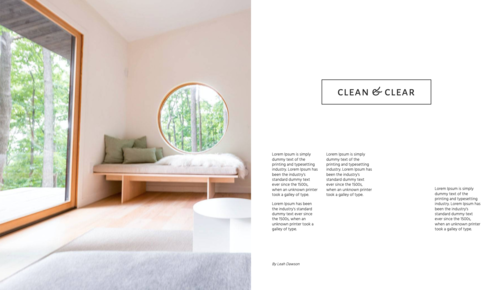 CLEAN & CLEAR
Lorem Ipsum is simply
dummy text of the
printing and typesetting
industry. Lorem Ipsum has
been the industry's
standard dummy text
ever since the 1500s,
when an unknown printer
took a galley of type.
Lorem Ipsum has been
the industry's standard
dummy text ever since
the 1500s, when an
unknown printer took a
galley of type.
Lorem Ipsum is simply
dummy text of the
printing and typesetting
industry. Lorem Ipsum has
been the industry's
standard dummy text
ever since the 1500s,
when an unknown printer
took a galley of type.
Lorem Ipsum is simply
dummy text of the
printing and typesetting
industry. Lorem Ipsum has
been the industry's
standard dummy text
ever since the 1500s,
when an unknown printer
took a galley of type.
By Leah Dawson